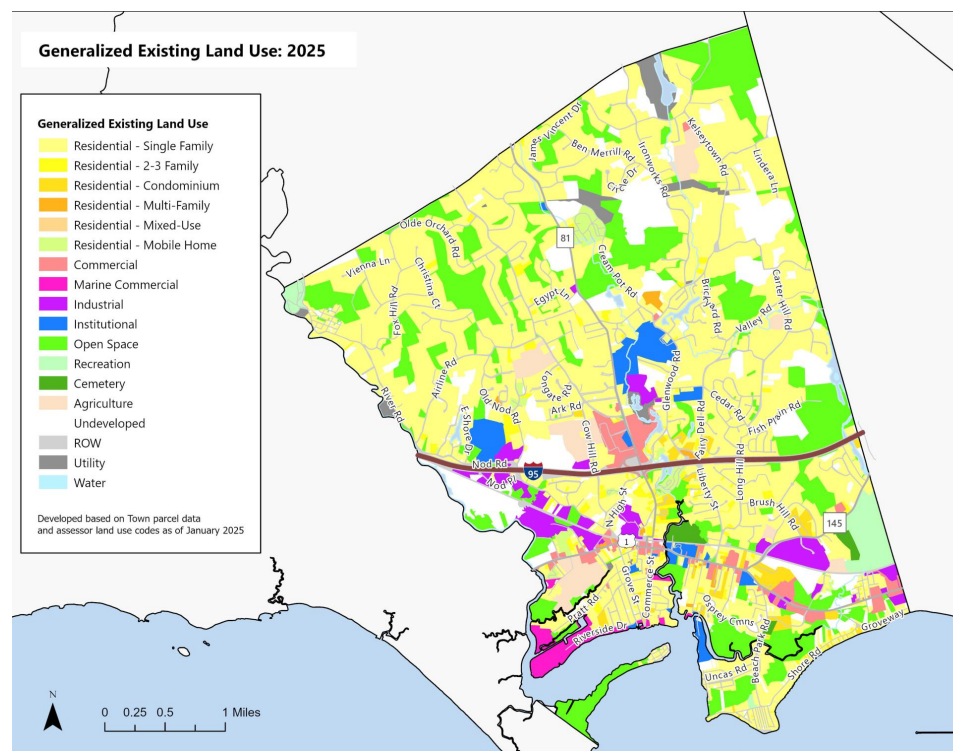 Generalized Existing Land Use: 2025
Generalized Existing Land Use
Residential - Single Family
Residential - 2-3 Family
Residential - Condominium
Residential - Multi-Family
Residential - Mixed-Use
Residential - Mobile Home
Commercial
Marine Commercial
Industrial
Institutional
Open Space
Recreation
Cemetery
Agriculture
Undeveloped
ROW
Utility
Water
Developed based on Town parcel data
and assessor land use codes as of January 2025
James Vincent Dr
Ben Merrill Rd
Ironworks Rd
Kelseytown Rd
Lindera Ln
Circle Dr
Olde Orchard Rd
81
Vienna Ln
Christina Ct
Cream Pot Rd
Fox Hill Rd
Egypt Ln
Brickyard Rd
Carter Hill Rd
Valley Rd
Airline Rd
Glenwood Rd
River Rd
Longate Rd
Old Nod Rd
Ark Rd
Cedar Rd
E Shore Dr
Cow Hill Rd
Fairy Dell Rd
Fish Rd
Nod Rd
95
Nod Pl
Liberty St
Long Hill Rd
N High St
Brush Hill Rd
145
1
Grove St
Commerce St
Pratt Rd
Osprey Cmns
Riverside Dr
Beach Park Rd
Groveway
Uncas Rd
Shore Rd
N
0 0.25 0.5 1 Miles